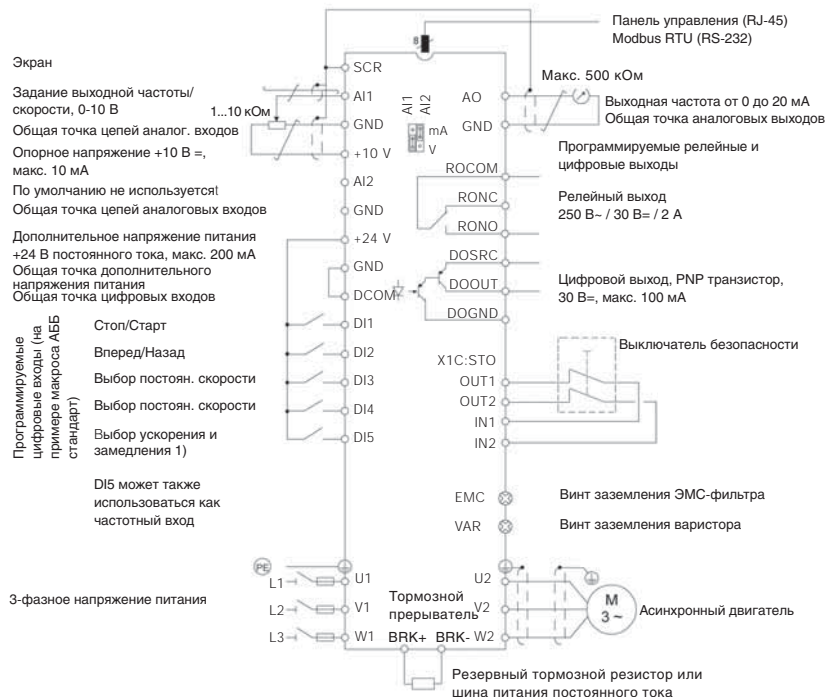 Панель управления (RJ-45)
Modbus RTU (RS-232)
8
Экран
SCR
Макс. 500 кОм
Задание выходной частоты/
скорости, 0-10 В
AI1
AI1
AI2
AO
Выходная частота от 0 до 20 мА
1...10 кОм
Общая точка цепей аналог. входов
GND
mA
V
GND
Общая точка аналоговых выходов
Опорное напряжение +10 В =,
макс. 10 мА
+10 V
ROCOM
Программируемые релейные и
цифровые выходы
По умолчанию не используется
AI2
RONC
Релейный выход
250 В~ / 30 В= / 2 А
Общая точка цепей аналоговых входов
GND
RONO
Дополнительное напряжение питания
+24 В постоянного тока, макс. 200 мА
+24 V
DOSRC
Общая точка дополнительного
напряжения питания
GND
DOOUT
Цифровой выход, PNP транзистор,
30 В=, макс. 100 мА
Общая точка цифровых входов
DCOM
DOGND
Программируемые
цифровые входы (на
примере макроса АББ
стандарт)
Стоп/Старт
DI1
Выключатель безопасности
Вперед/Назад
DI2
X1C:STO
Выбор постоян. скорости
DI3
OUT1
Выбор постоян. скорости
DI4
OUT2
IN1
Выбор ускорения и
замедления 1)
DI5
IN2
DI5 может также
использоваться как
частотный вход
EMC
Винт заземления ЭМС-фильтра
VAR
Винт заземления варистора
PE
3-фазное напряжение питания
L1
U1
U2
L2
V1
Тормозной
прерыватель
V2
M
3 ~
Асинхронный двигатель
L3
W1
BRK+
BRK-
W2
Резервный тормозной резистор или
шина питания постоянного тока